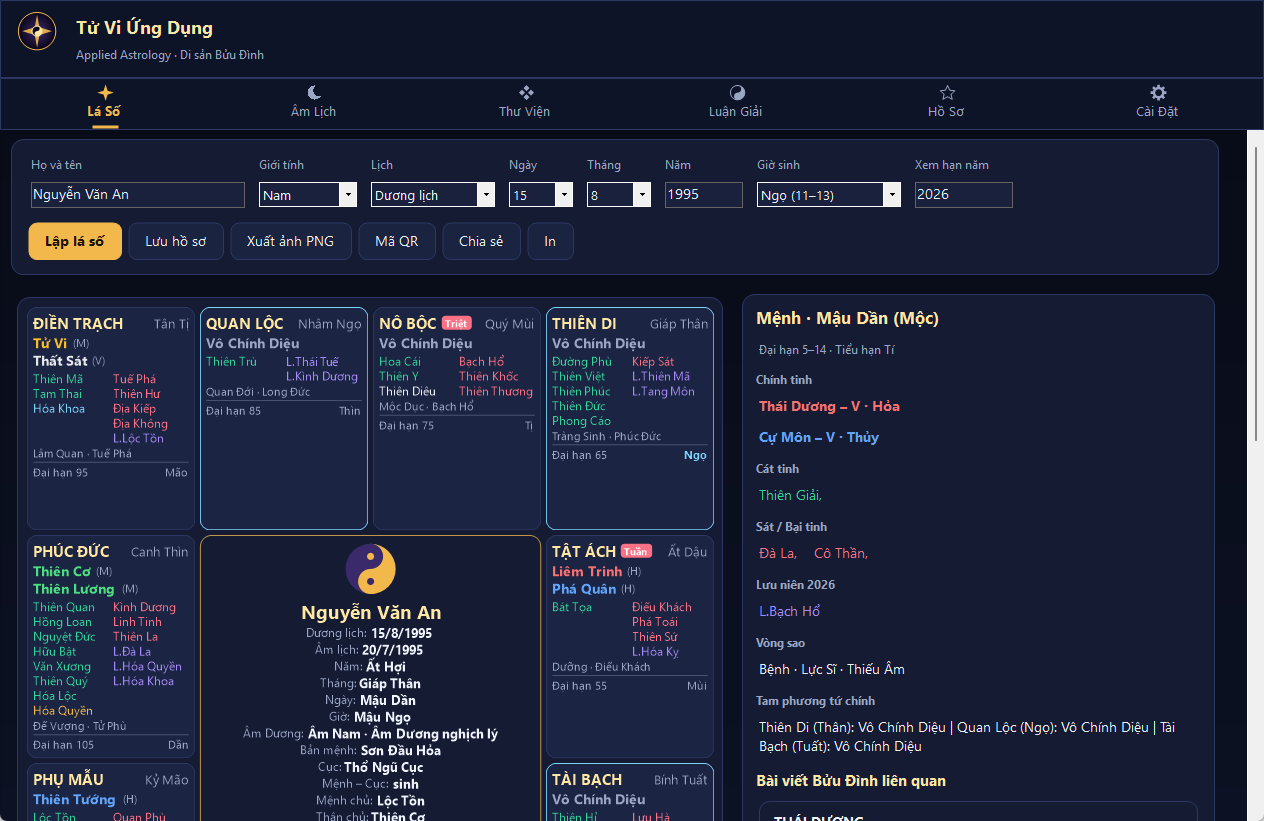 Tử Vi Ứng Dụng
Applied Astrology · Di sản Bửu Đình
Lá Số
Âm Lịch
Thư Viện
Luận Giải
Hồ Sơ
Cài Đặt
Họ và tên
Giới tính
Lịch
Ngày
Tháng
Năm
Giờ sinh
Xem hạn năm
Nguyễn Văn An
Nam
Dương lịch
15
8
1995
Ngọ (11–13)
2026
Lập lá số
Lưu hồ sơ
Xuất ảnh PNG
Mã QR
Chia sẻ
In
ĐIỀN TRẠCH Tân Tị
Tử Vi (M)
Thất Sát (V)
Thiên Mã Tuế Phá
Tam Thai Thiên Hư
Hóa Khoa Địa Kiếp
Địa Không
L.Lộc Tồn
Lâm Quan · Tuế Phá
Đại hạn 95 Mão
QUAN LỘC Nhâm Ngọ
Vô Chính Diệu
Thiên Trù L.Thái Tuế
L.Kình Dương
Quan Đới · Long Đức
Đại hạn 85 Thìn
NÔ BỘC Triệt Quý Mùi
Vô Chính Diệu
Hoa Cái Bạch Hổ
Thiên Y Thiên Khốc
Thiên Diêu Thiên Thương
Mộc Dục · Bạch Hổ
Đại hạn 75 Tị
THIÊN DI Giáp Thân
Vô Chính Diệu
Đường Phù Kiếp Sát
Thiên Việt L.Thiên Mã
Thiên Phúc L.Tang Môn
Thiên Đức
Phong Cáo
Tràng Sinh · Phúc Đức
Đại hạn 65 Ngọ
PHÚC ĐỨC Canh Thìn
Thiên Cơ (M)
Thiên Lương (M)
Thiên Quan Kình Dương
Hồng Loan Linh Tinh
Nguyệt Đức Thiên La
Hữu Bật L.Đà La
Văn Xương L.Hóa Quyền
Thiên Quý L.Hóa Khoa
Hóa Lộc
Hóa Quyền
Đế Vượng · Tử Phù
Đại hạn 105 Dần
Nguyễn Văn An
Dương lịch: 15/8/1995
Âm lịch: 20/7/1995
Năm: Ất Hợi
Tháng: Giáp Thân
Ngày: Mậu Dần
Giờ: Mậu Ngọ
Âm Dương: Âm Nam · Âm Dương nghịch lý
Bản mệnh: Sơn Đầu Hỏa
Cục: Thổ Ngũ Cục
Mệnh – Cục: sinh
Mệnh chủ: Lộc Tồn
Thân chủ: Thiên Cơ
TẬT ÁCH Tuần Ất Dậu
Liêm Trinh (H)
Phá Quân (H)
Bát Tọa Điếu Khách
Phá Toái
Thiên Sứ
L.Hóa Kỵ
Dưỡng · Điếu Khách
Đại hạn 55 Mùi
PHỤ MẪU Kỷ Mão
Thiên Tướng (H)
Lộc Tồn Quan Phù
TÀI BẠCH Bính Tuất
Vô Chính Diệu
Thiên Hỉ Lưu Hà
Mệnh · Mậu Dần (Mộc)
Đại hạn 5–14 · Tiểu hạn Tí
Chính tinh
Thái Dương – V · Hỏa
Cự Môn – V · Thủy
Cát tinh
Thiên Giải,
Sát / Bại tinh
Đà La, Cô Thần,
Lưu niên 2026
L.Bạch Hổ
Vòng sao
Bệnh · Lực Sĩ · Thiếu Âm
Tam phương tứ chính
Thiên Di (Thân): Vô Chính Diệu | Quan Lộc (Ngọ): Vô Chính Diệu | Tài
Bạch (Tuất): Vô Chính Diệu
Bài viết Bửu Đình liên quan
THÁI DƯƠNG